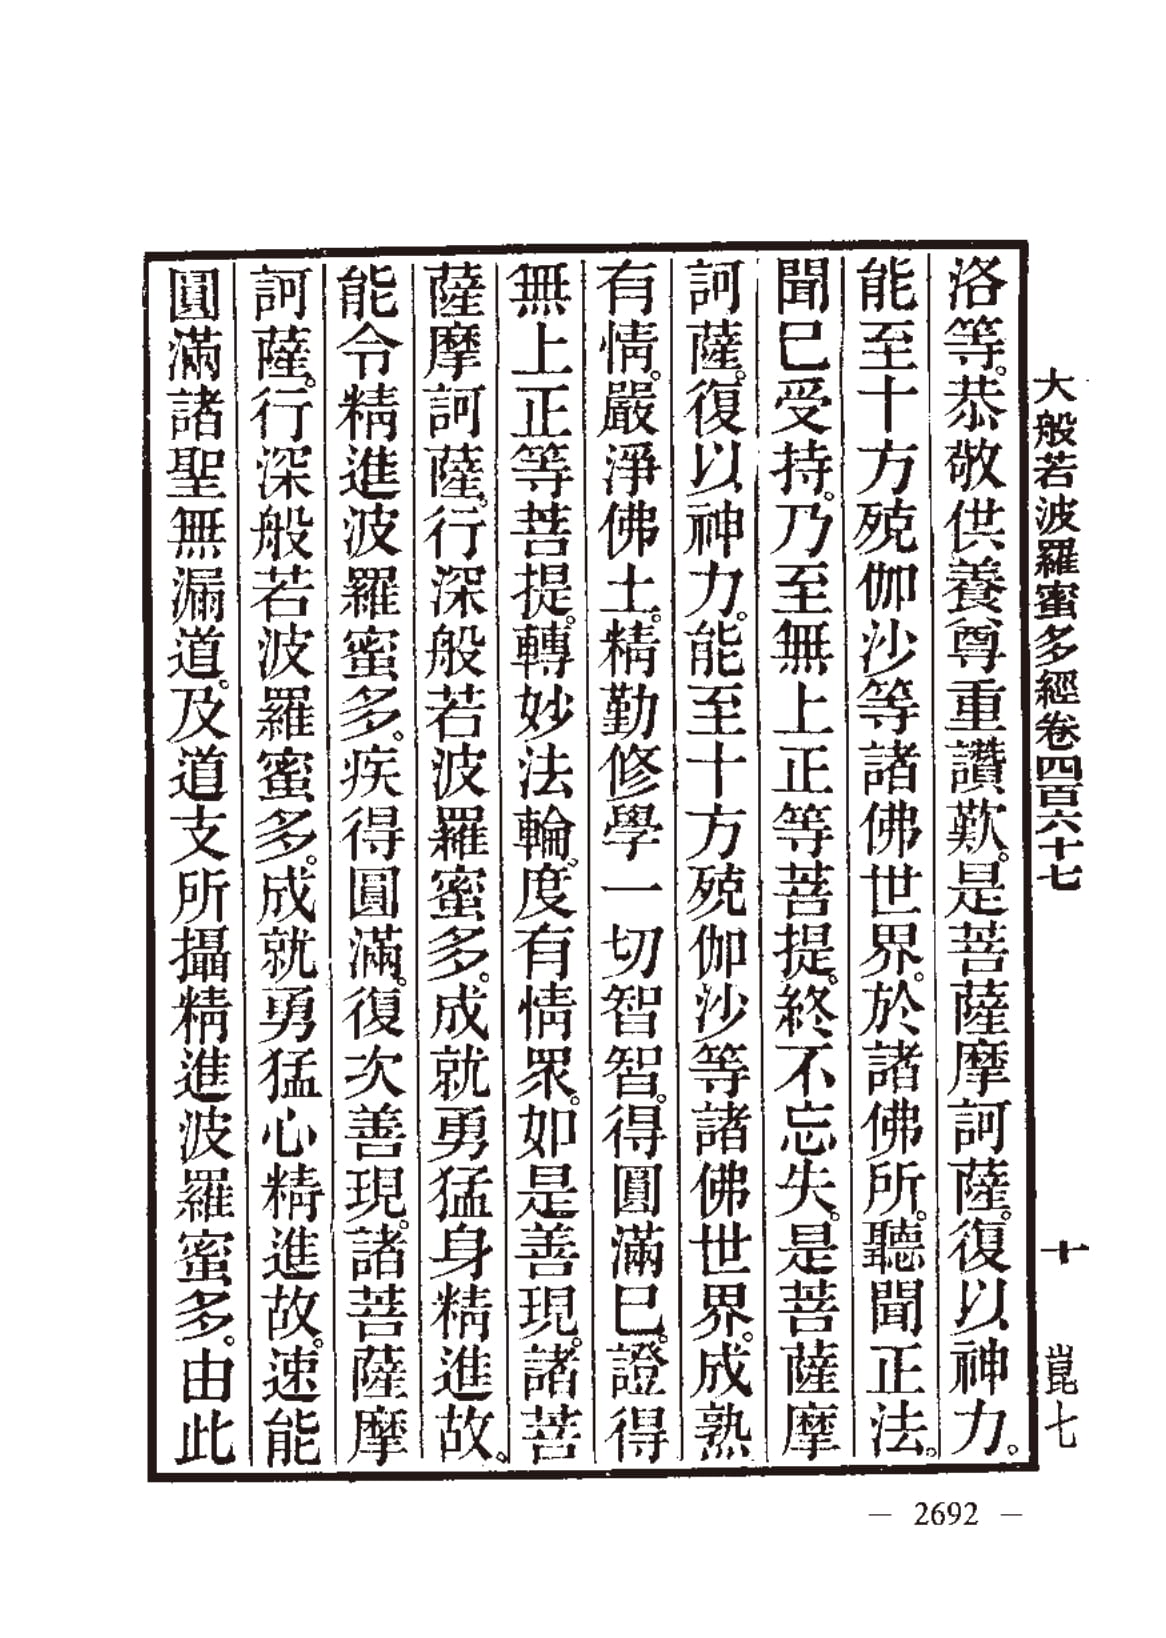 大般若波羅蜜多經卷四百六十七 十 崑七
洛等。恭敬供養尊重讚歎。是菩薩摩訶薩。復以神力。
能至十方殑伽沙等諸佛世界。於諸佛所。聽聞正法。
聞已受持。乃至無上正等菩提。終不忘失。是菩薩摩
訶薩。復以神力。能至十方殑伽沙等諸佛世界。成熟
有情。嚴淨佛土。精勤修學一切智智。得圓滿已。證得
無上正等菩提。轉妙法輪。度有情眾。如是善現。諸菩
薩摩訶薩。行深般若波羅蜜多。成就勇猛身精進故。
能令精進波羅蜜多。疾得圓滿。復次善現。諸菩薩摩
訶薩。行深般若波羅蜜多。成就勇猛心精進故。速能
圓滿諸聖無漏道。及道支所攝精進波羅蜜多。由此
— 2692 —